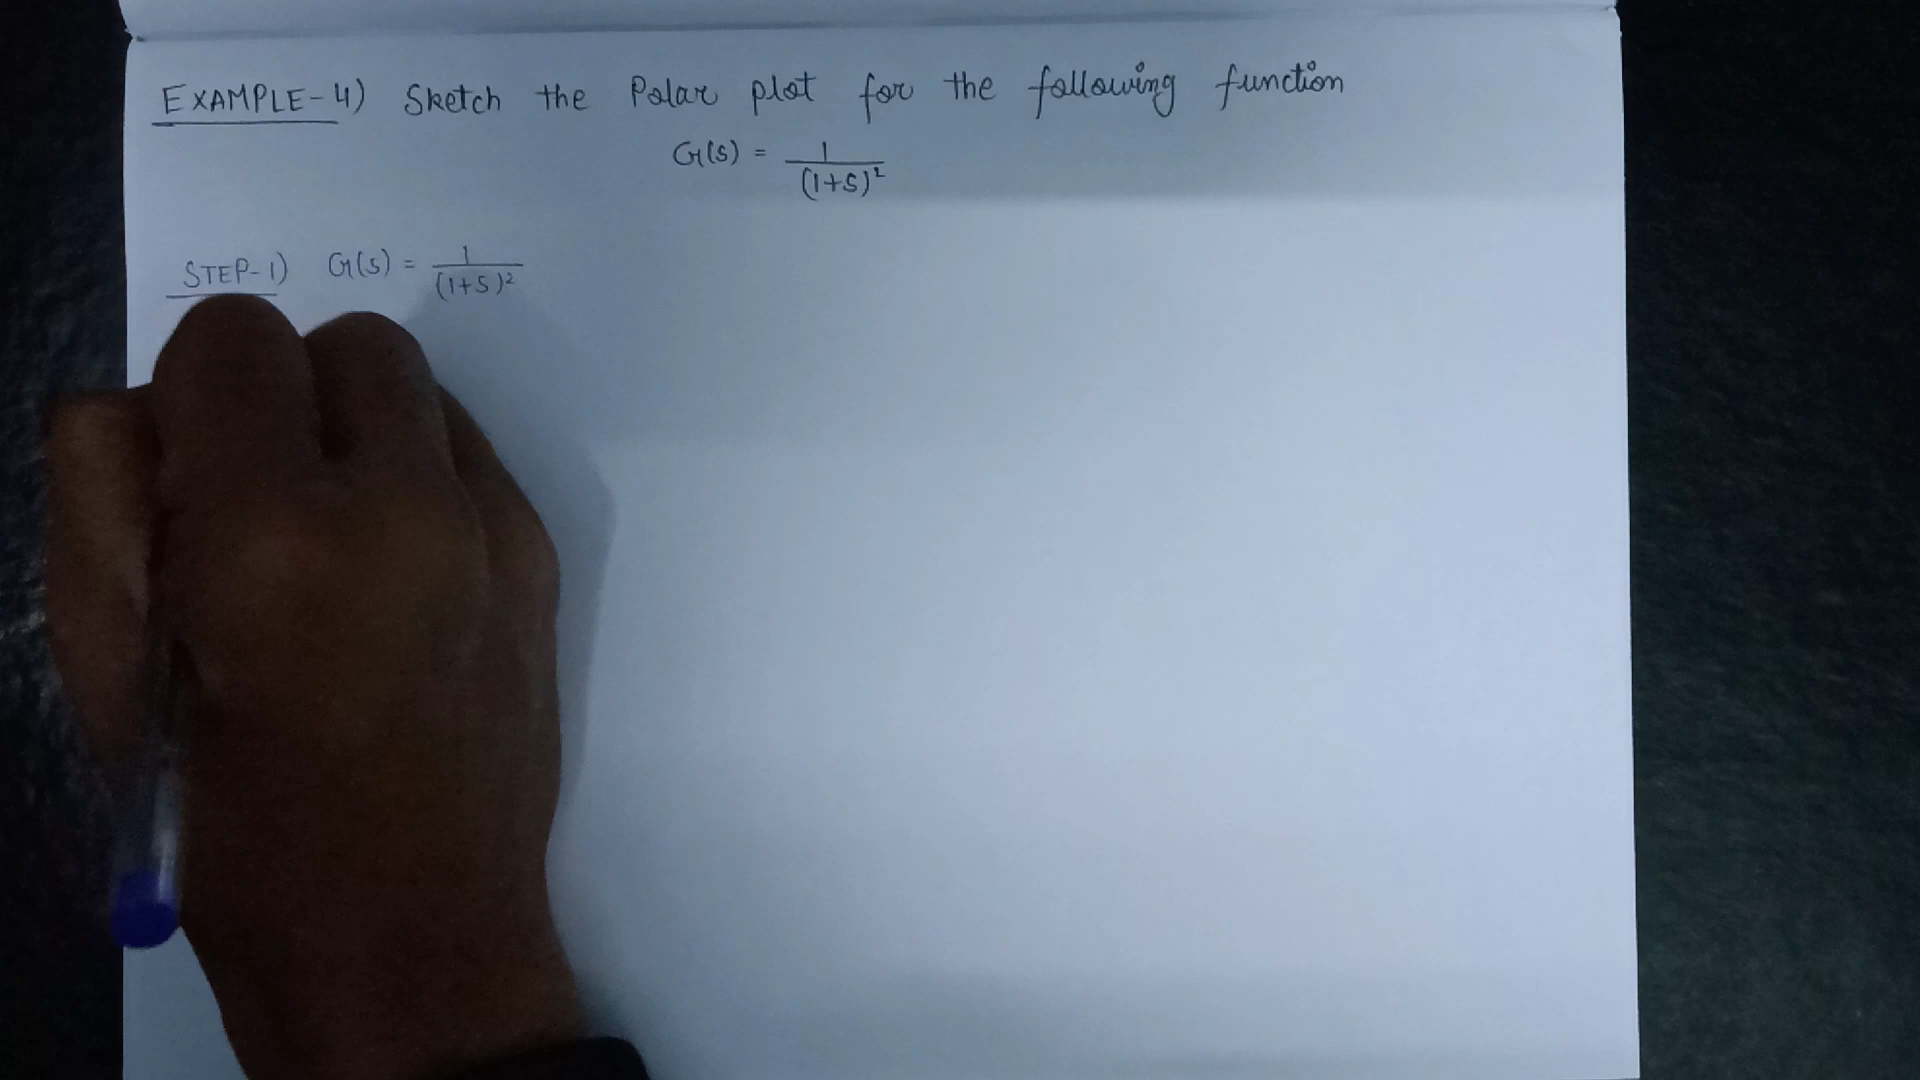 EXAMPLE-4) Sketch the Polar plot for the following function
G(s) = 1/(1+s)²
STEP-1) G(s) = 1/(1+s)²